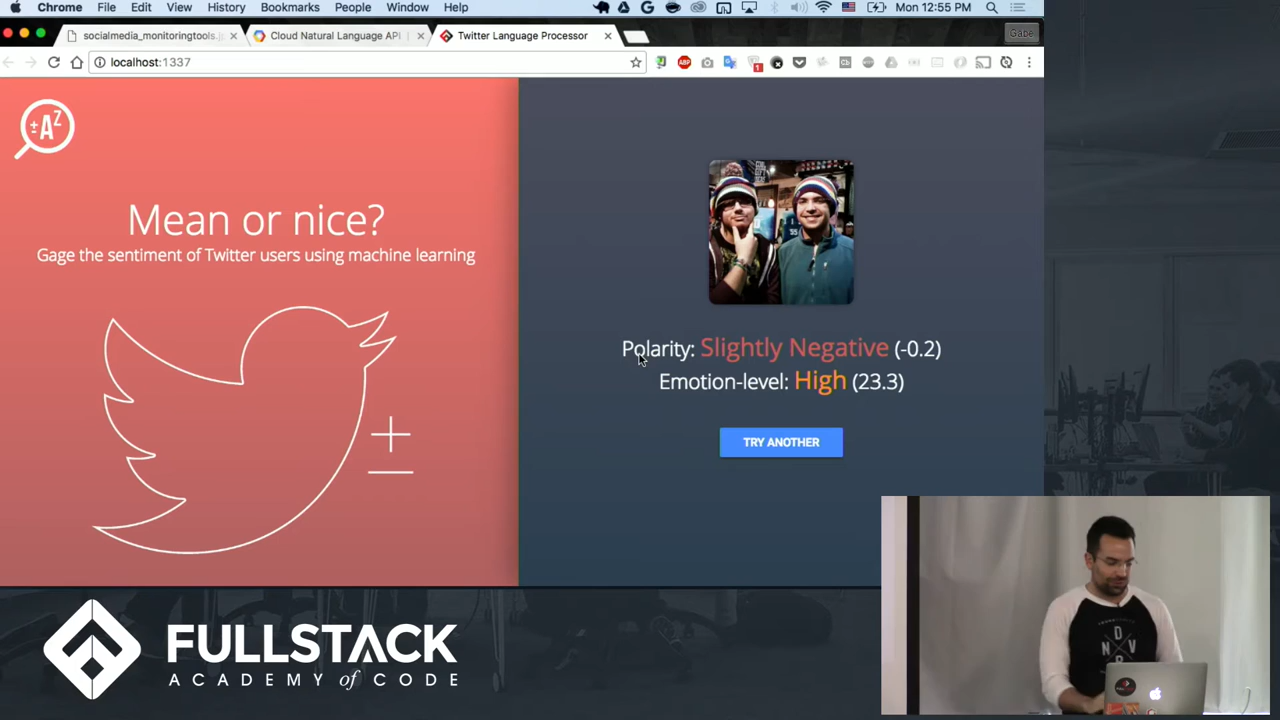 Chrome File Edit View History Bookmarks People Window Help Mon 12:55 PM
socialmedia_monitoringtools.j Cloud Natural Language API Twitter Language Processor Gabe
localhost:1337
±AZ
Mean or nice?
Gage the sentiment of Twitter users using machine learning
+
Polarity: Slightly Negative (-0.2)
Emotion-level: High (23.3)
TRY ANOTHER
FULLSTACK
ACADEMY of CODE
D
N V